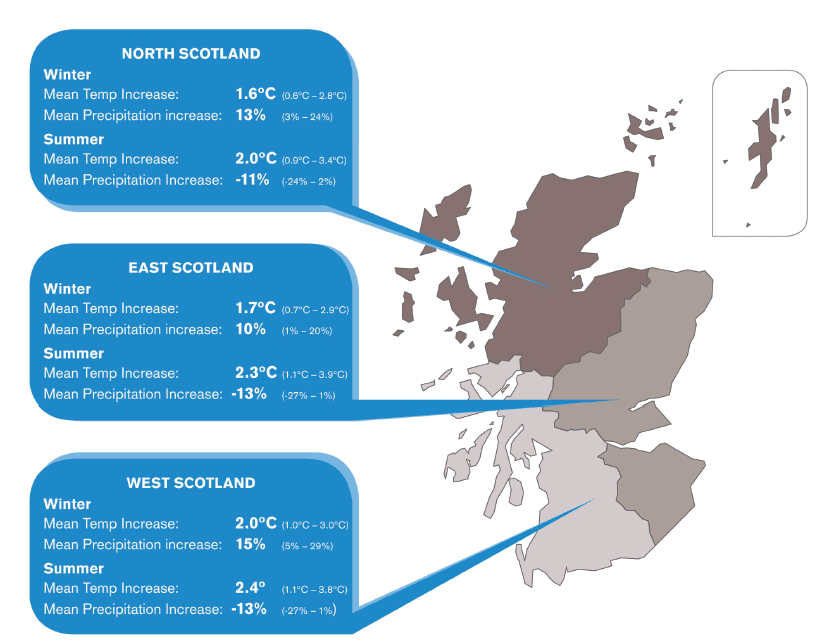 NORTH SCOTLAND
Winter
Mean Temp Increase: 1.6°C (0.6°C – 2.8°C)
Mean Precipitation increase: 13% (3% – 24%)
Summer
Mean Temp Increase: 2.0°C (0.9°C – 3.4°C)
Mean Precipitation Increase: -11% (-24% – 2%)
EAST SCOTLAND
Winter
Mean Temp Increase: 1.7°C (0.7°C – 2.9°C)
Mean Precipitation increase: 10% (1% – 20%)
Summer
Mean Temp Increase: 2.3°C (1.1°C – 3.9°C)
Mean Precipitation Increase: -13% (-27% – 1%)
WEST SCOTLAND
Winter
Mean Temp Increase: 2.0°C (1.0°C – 3.0°C)
Mean Precipitation increase: 15% (5% – 29%)
Summer
Mean Temp Increase: 2.4° (1.1°C – 3.8°C)
Mean Precipitation Increase: -13% (-27% – 1%)